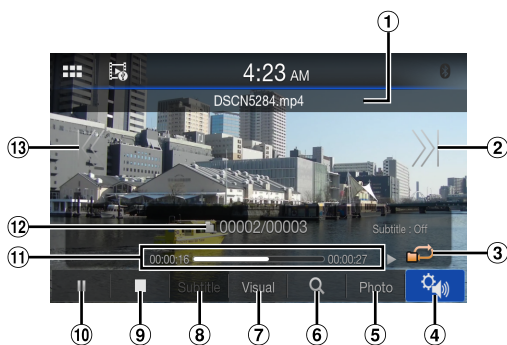 ①
4:23 AM
DSCN5284.mp4
⑬
②
⑫
00002/00003
Subtitle : Off
③
⑪
00:00:16
00:00:27
Subtitle
Visual
Photo
⑩
⑨
⑧
⑦
⑥
⑤
④